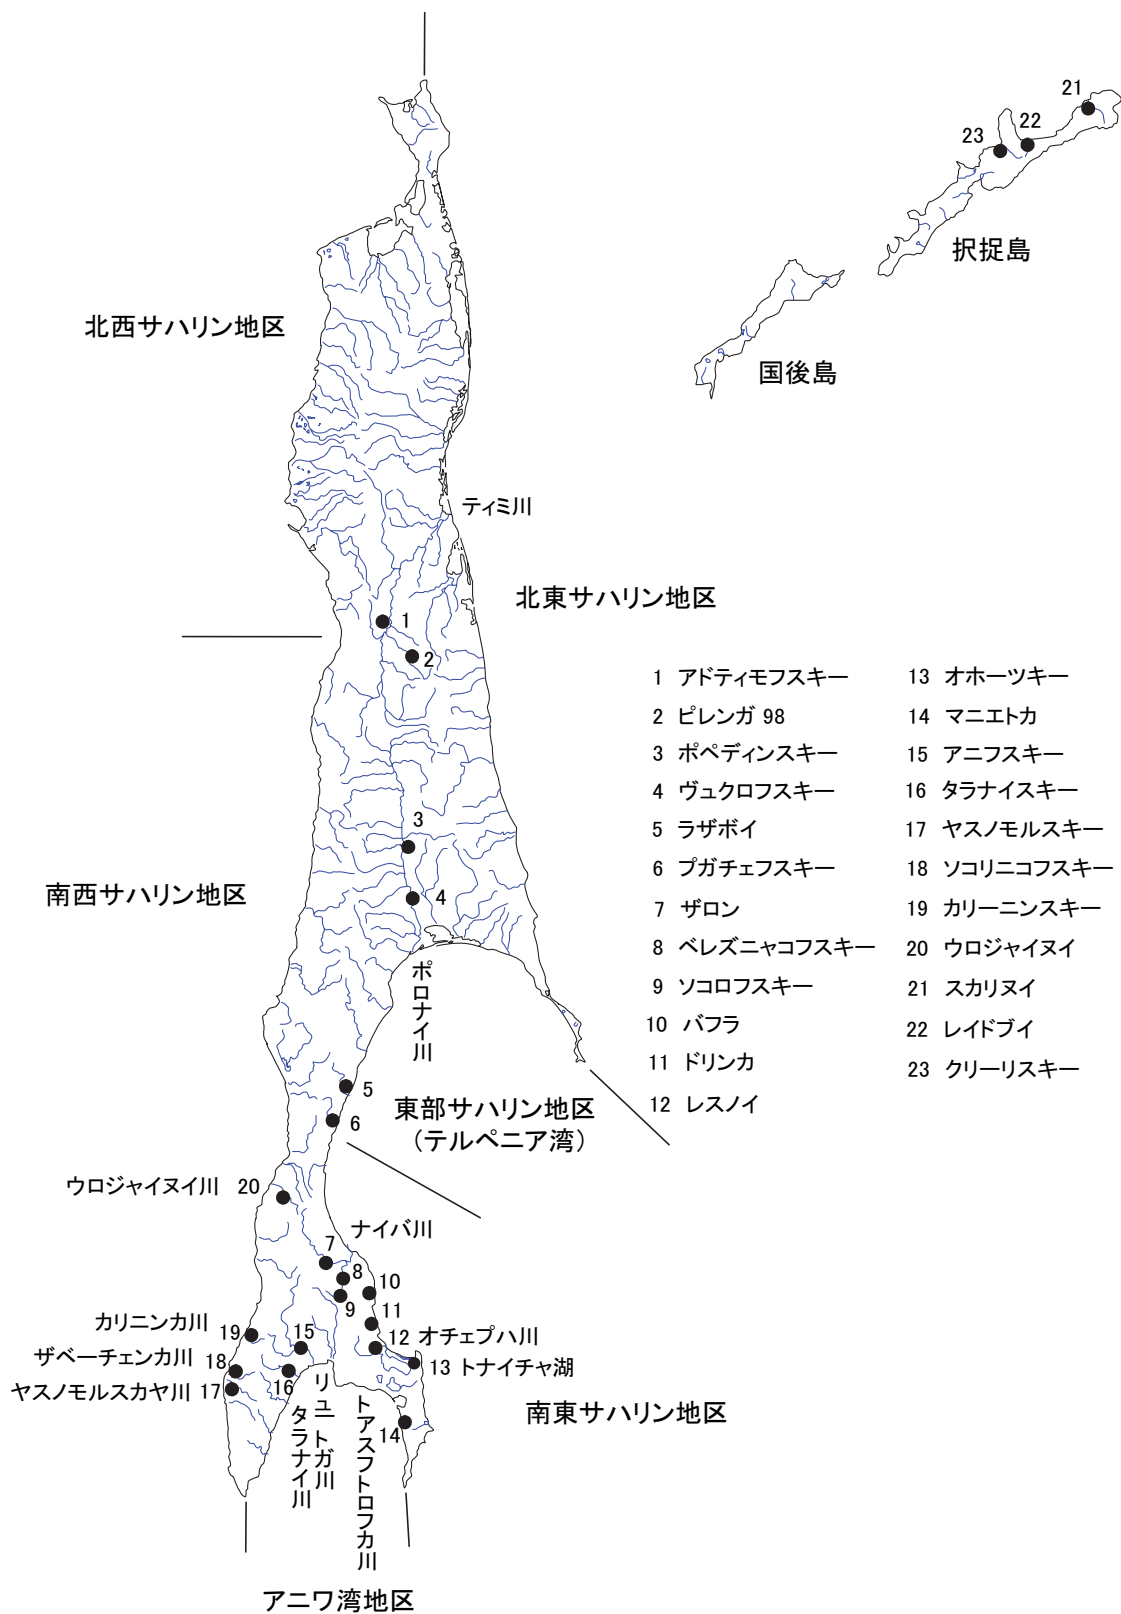 21
22
23
択捉島
北西サハリン地区
国後島
ティミ川
北東サハリン地区
1
2
1 アドティモフスキー
2 ピレンガ 98
3 ポペディンスキー
4 ヴュクロフスキー
5 ラザボイ
6 プガチェフスキー
7 ザロン
8 ベレズニャコフスキー
9 ソコロフスキー
10 バフラ
11 ドリンカ
12 レスノイ
13 オホーツキー
14 マニエトカ
15 アニフスキー
16 タラナイスキー
17 ヤスノモルスキー
18 ソコリニコフスキー
19 カリーニンスキー
20 ウロジャイヌイ
21 スカリヌイ
22 レイドブイ
23 クリーリスキー
3
南西サハリン地区
4
ポロナイ川
5
東部サハリン地区
（テルペニア湾）
6
ウロジャイヌイ川 20
ナイバ川
7
8
9
10
11
カリニンカ川
19
15
12 オチェプハ川
ザベーチェンカ川
18
13 トナイチャ湖
ヤスノモルスカヤ川 17
16
南東サハリン地区
14
リュートガ川
タラナイ川
トアスフトロフカ川
アニワ湾地区